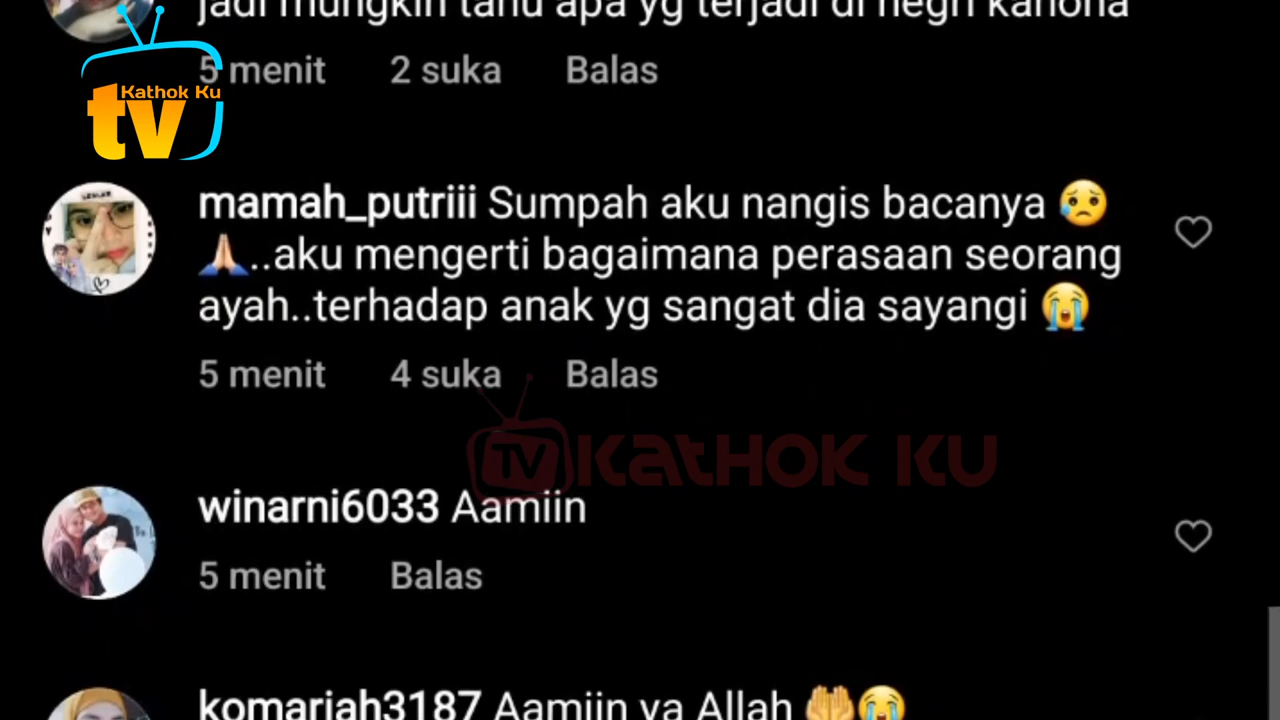 jadi mungkin tahu apa yg terjadi di negri kahona
5 menit 2 suka Balas
Kathok Ku
tv
mamah_putriii Sumpah aku nangis bacanya 😥
🙏..aku mengerti bagaimana perasaan seorang
ayah..terhadap anak yg sangat dia sayangi 😭
5 menit 4 suka Balas
TV KATHOK KU
winarni6033 Aamiin
5 menit Balas
komariah3187 Aamiin ya Allah 🤲😭